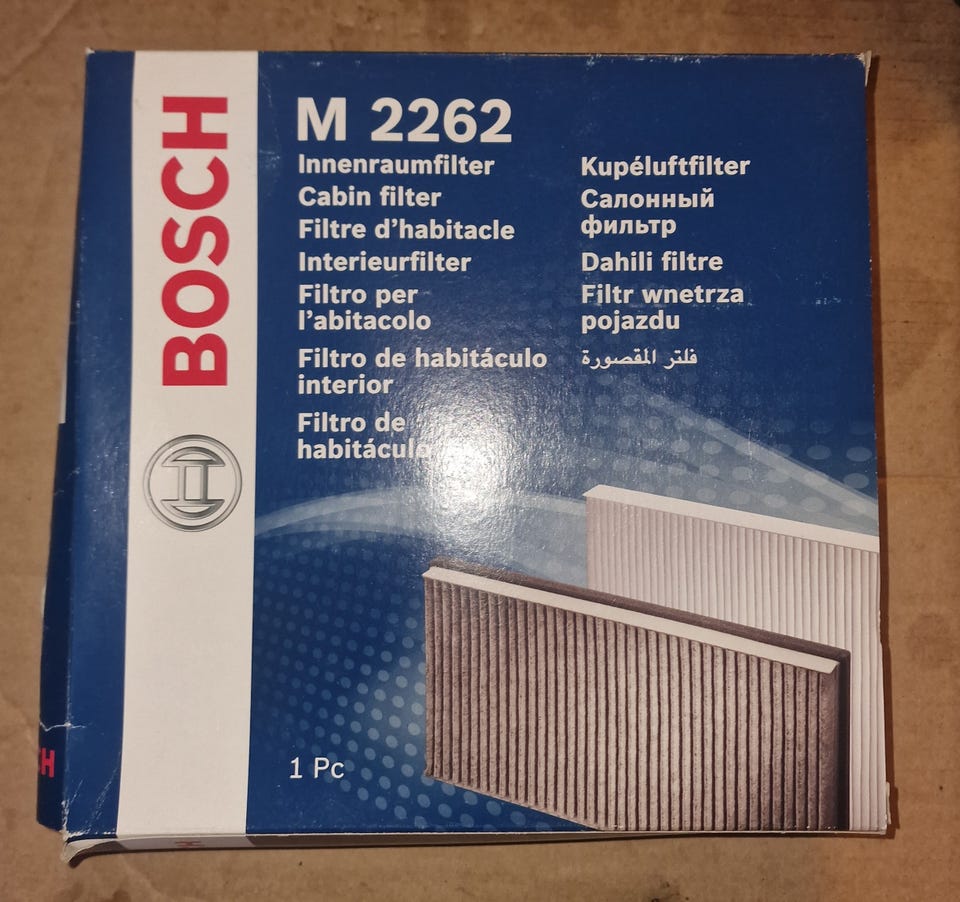 BOSCH
M 2262
Innenraumfilter
Cabin filter
Filtre d'habitacle
Interieurfilter
Filtro per
l'abitacolo
Filtro de habitáculo
interior
Filtro de
habitáculo
Kupéluftfilter
Салонный
фильтр
Dahili filtre
Filtr wnetrza
pojazdu
فلتر المقصورة
1 Pc